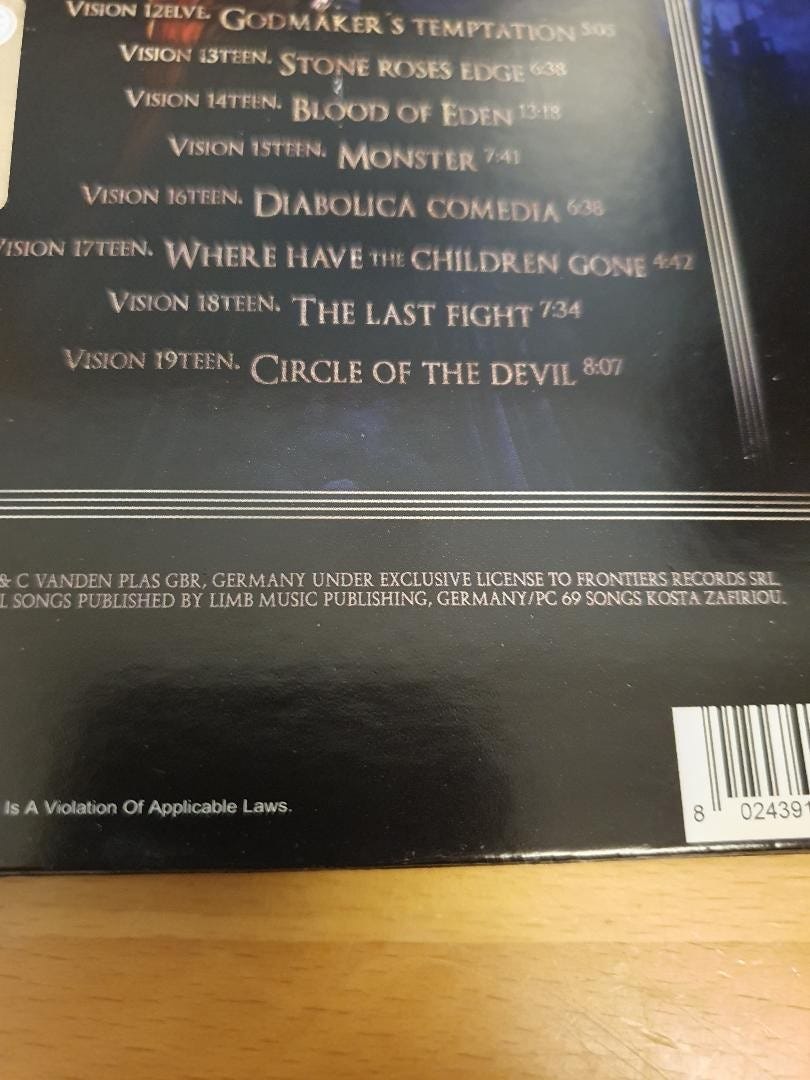 VISION 12ELVE. GODMAKER'S TEMPTATION 5:05
VISION 13TEEN. STONE ROSES EDGE 6:38
VISION 14TEEN. BLOOD OF EDEN 13:18
VISION 15TEEN. MONSTER 7:41
VISION 16TEEN. DIABOLICA COMEDIA 6:38
VISION 17TEEN. WHERE HAVE THE CHILDREN GONE 4:42
VISION 18TEEN. THE LAST FIGHT 7:34
VISION 19TEEN. CIRCLE OF THE DEVIL 8:07
& C VANDEN PLAS GBR, GERMANY UNDER EXCLUSIVE LICENSE TO FRONTIERS RECORDS SRL.
L SONGS PUBLISHED BY LIMB MUSIC PUBLISHING, GERMANY/PC 69 SONGS KOSTA ZAFIRIOU.
Is A Violation Of Applicable Laws.
8 024391